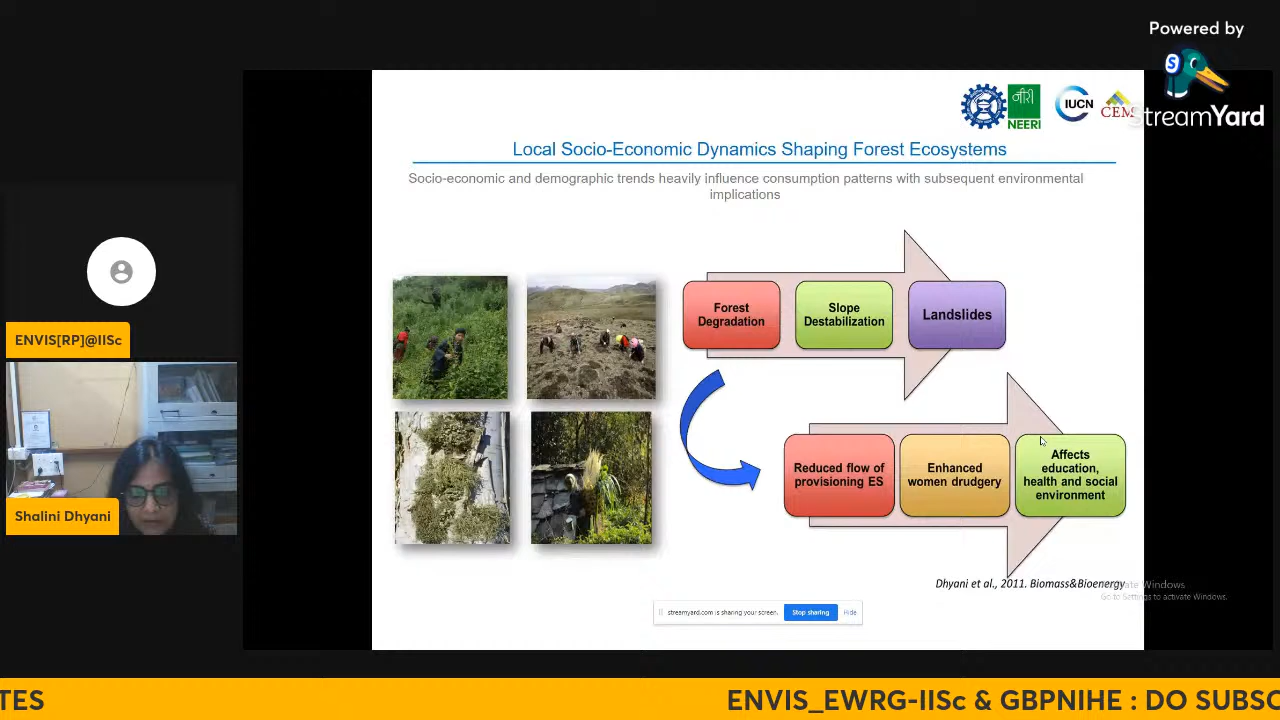 Powered by
StreamYard
नीरी
NEERI
IUCN
CEM
Local Socio-Economic Dynamics Shaping Forest Ecosystems
Socio-economic and demographic trends heavily influence consumption patterns with subsequent environmental
implications
Forest
Degradation
Slope
Destabilization
Landslides
Reduced flow of
provisioning ES
Enhanced
women drudgery
Affects
education,
health and social
environment
Dhyani et al., 2011. Biomass&Bioenergy
Activate Windows
Go to Settings to activate Windows.
streamyard.com is sharing your screen.
Stop sharing
Hide
ENVIS[RP]@IISc
Shalini Dhyani
TES
ENVIS_EWRG-IISc & GBPNIHE : DO SUBSC